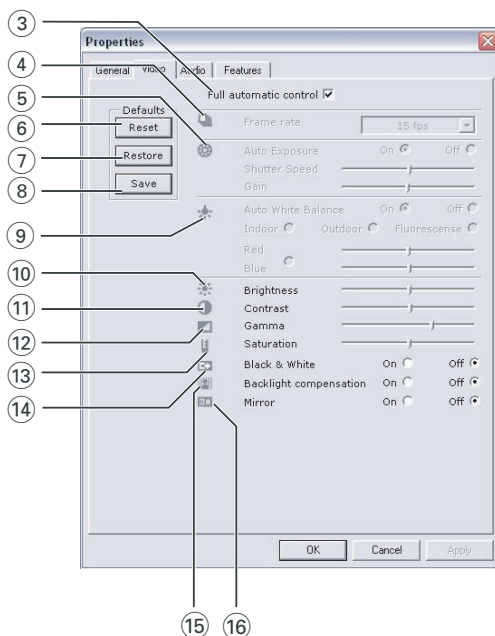 3
Properties
4
General Video Audio Features
5
Full automatic control
Defaults
6
Reset
Frame rate 15 fps
7
Restore
Auto Exposure On Off
Shutter Speed
8
Save
Gain
9
Auto White Balance On Off
Indoor Outdoor Fluorescense
Red
Blue
10
Brightness
11
Contrast
12
Gamma
13
Saturation
14
Black & White On Off
Backlight compensation On Off
Mirror On Off
OK Cancel Apply
15 16